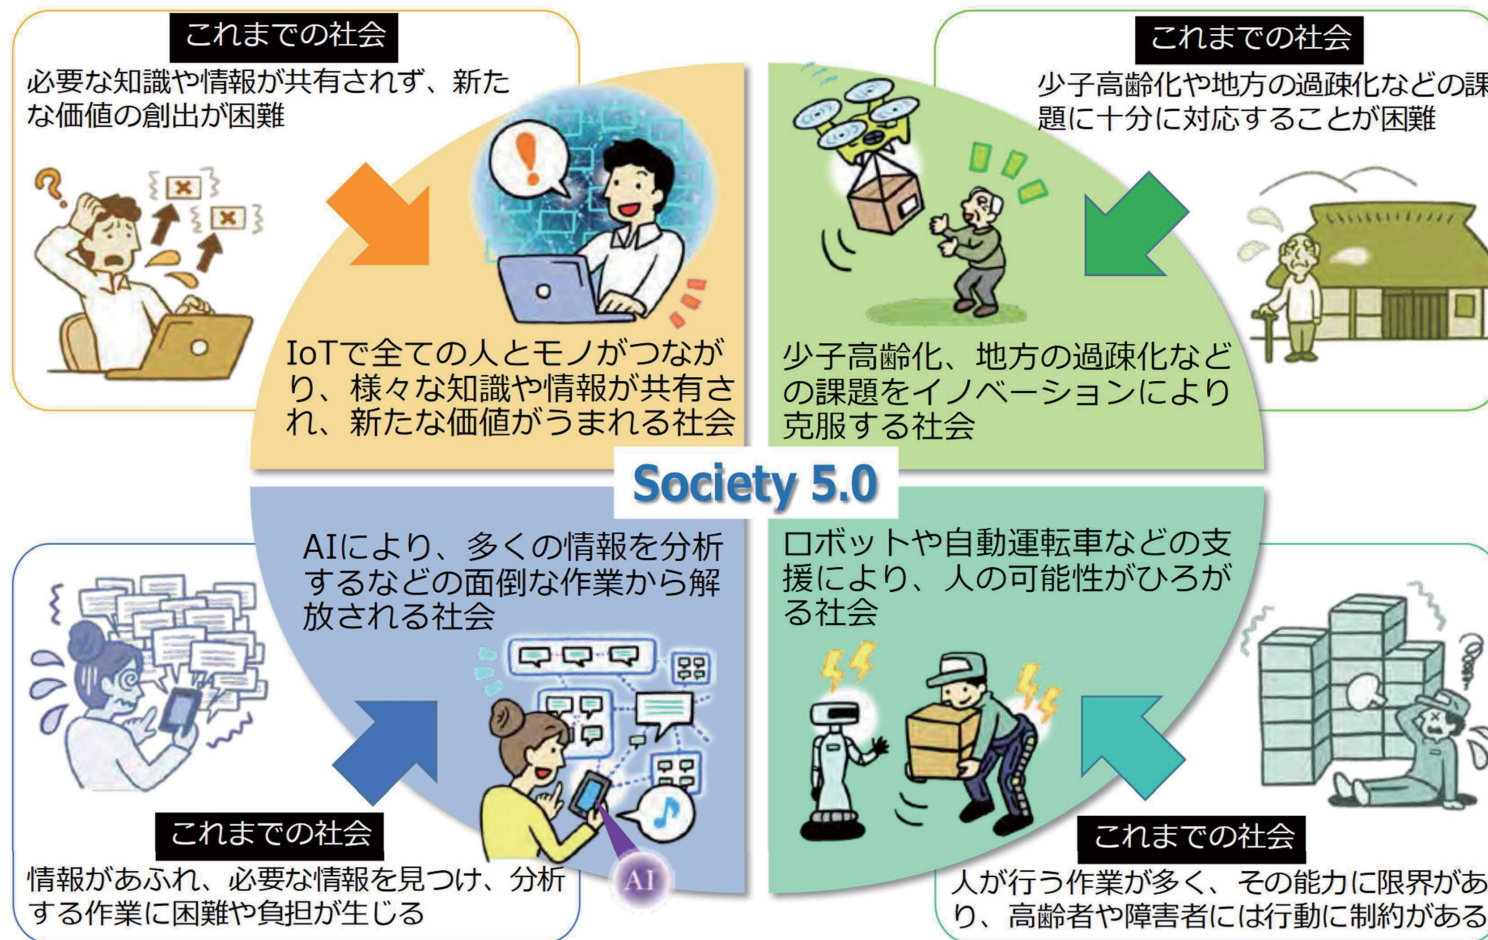 これまでの社会
必要な知識や情報が共有されず、新た
な価値の創出が困難
IoTで全ての人とモノがつなが
り、様々な知識や情報が共有さ
れ、新たな価値がうまれる社会
これまでの社会
少子高齢化や地方の過疎化などの課
題に十分に対応することが困難
少子高齢化、地方の過疎化など
の課題をイノベーションにより
克服する社会
Society 5.0
AIにより、多くの情報を分析
するなどの面倒な作業から解
放される社会
AI
これまでの社会
情報があふれ、必要な情報を見つけ、分析
する作業に困難や負担が生じる
ロボットや自動運転車などの支
援により、人の可能性がひろが
る社会
これまでの社会
人が行う作業が多く、その能力に限界があ
り、高齢者や障害者には行動に制約がある